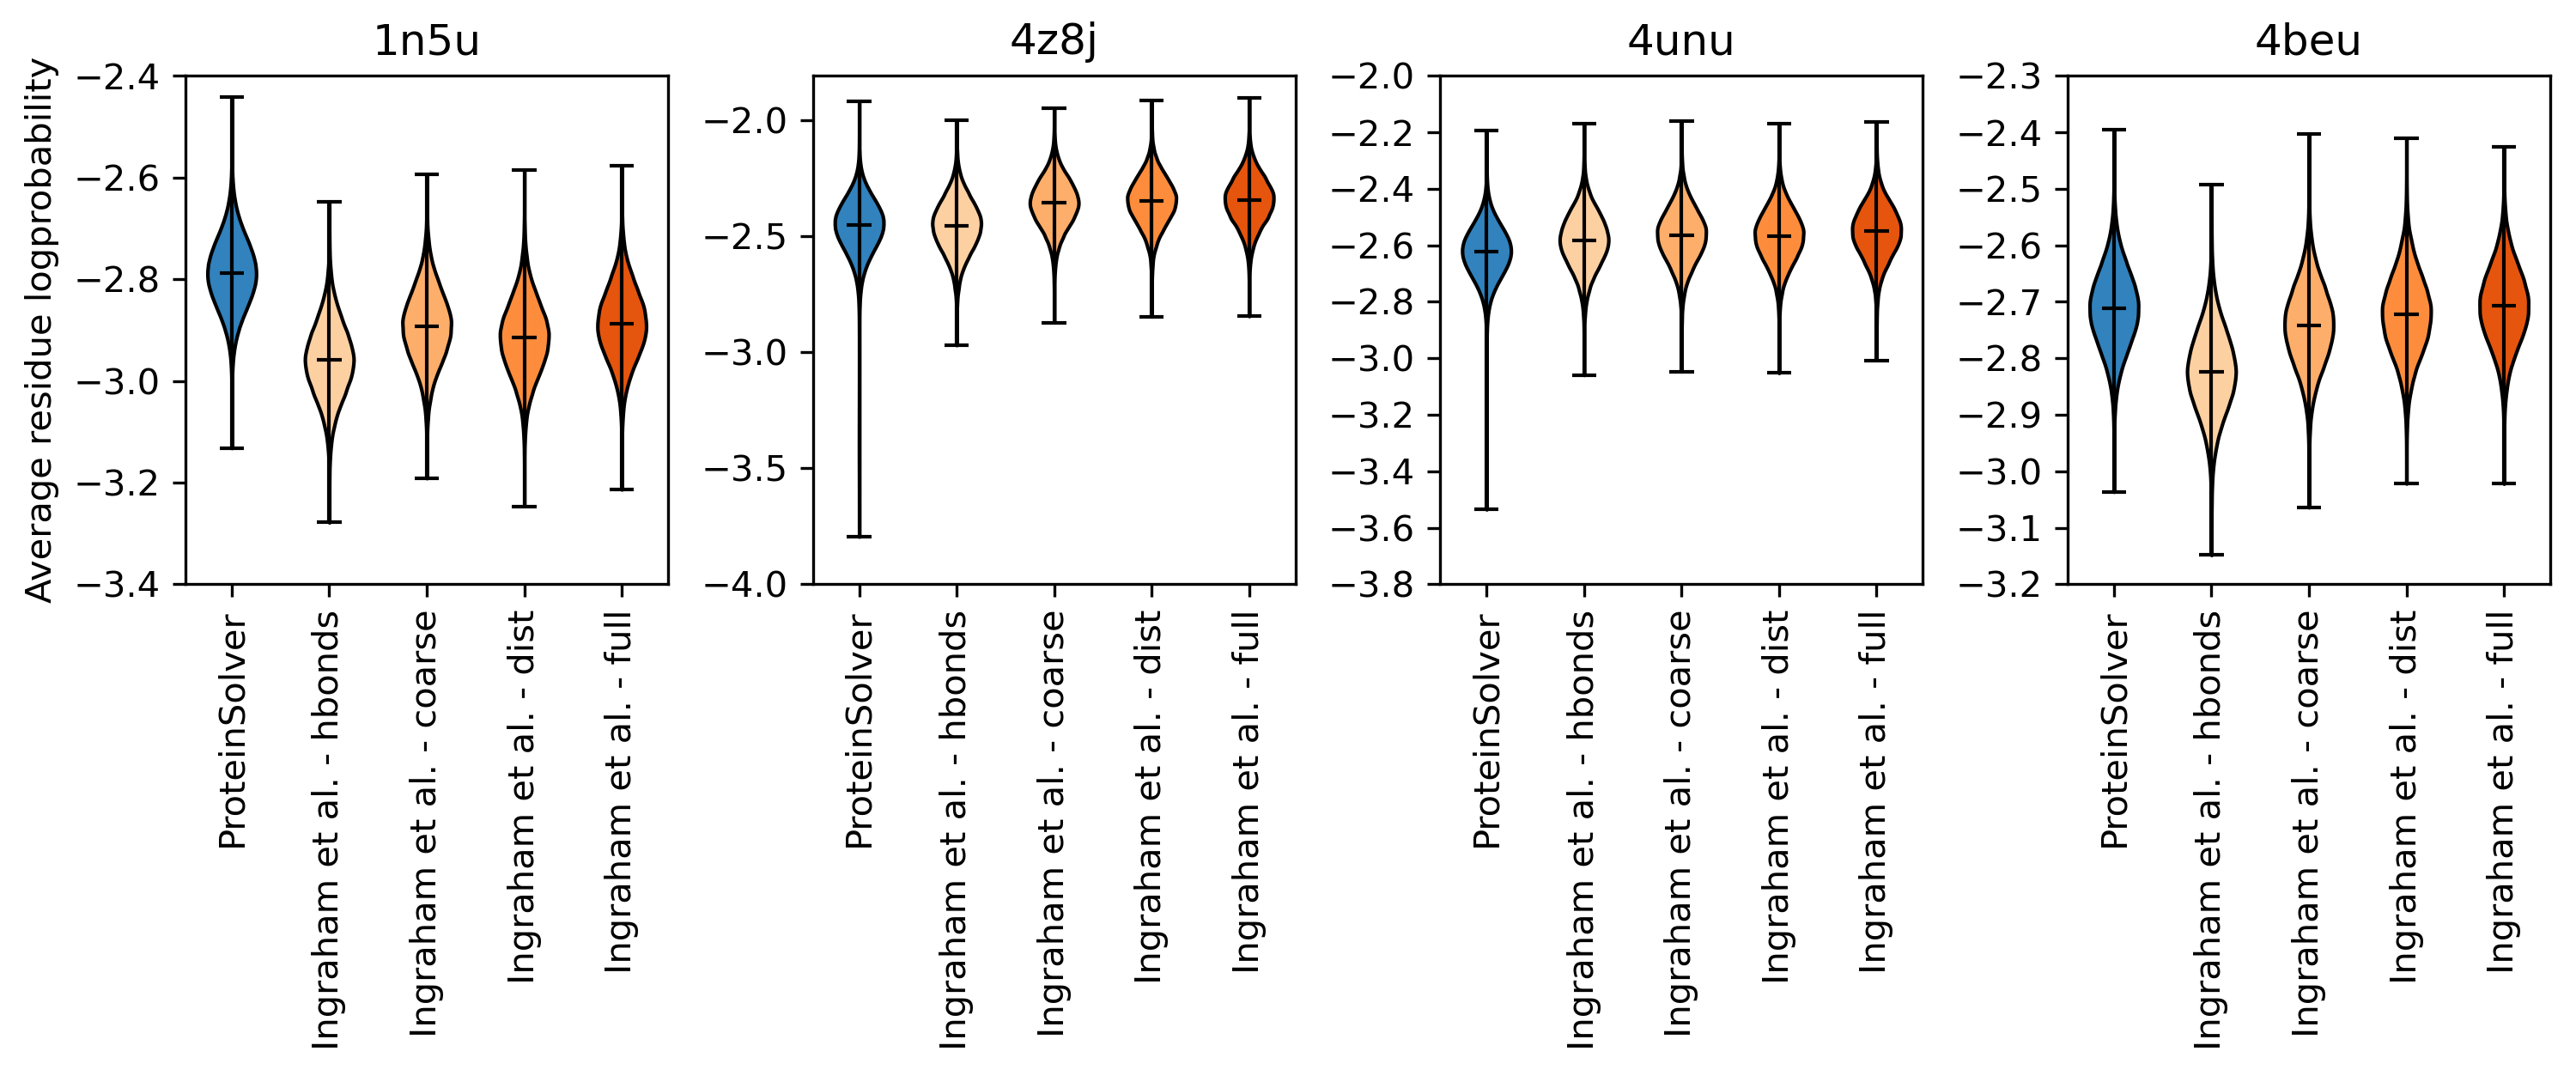 1n5u
4z8j
4unu
4beu
Average residue logprobability
−2.4
−2.6
−2.8
−3.0
−3.2
−3.4
ProteinSolver
Ingraham et al. - hbonds
Ingraham et al. - coarse
Ingraham et al. - dist
Ingraham et al. - full
−2.0
−2.5
−3.0
−3.5
−4.0
ProteinSolver
Ingraham et al. - hbonds
Ingraham et al. - coarse
Ingraham et al. - dist
Ingraham et al. - full
−2.0
−2.2
−2.4
−2.6
−2.8
−3.0
−3.2
−3.4
−3.6
−3.8
ProteinSolver
Ingraham et al. - hbonds
Ingraham et al. - coarse
Ingraham et al. - dist
Ingraham et al. - full
−2.3
−2.4
−2.5
−2.6
−2.7
−2.8
−2.9
−3.0
−3.1
−3.2
ProteinSolver
Ingraham et al. - hbonds
Ingraham et al. - coarse
Ingraham et al. - dist
Ingraham et al. - full